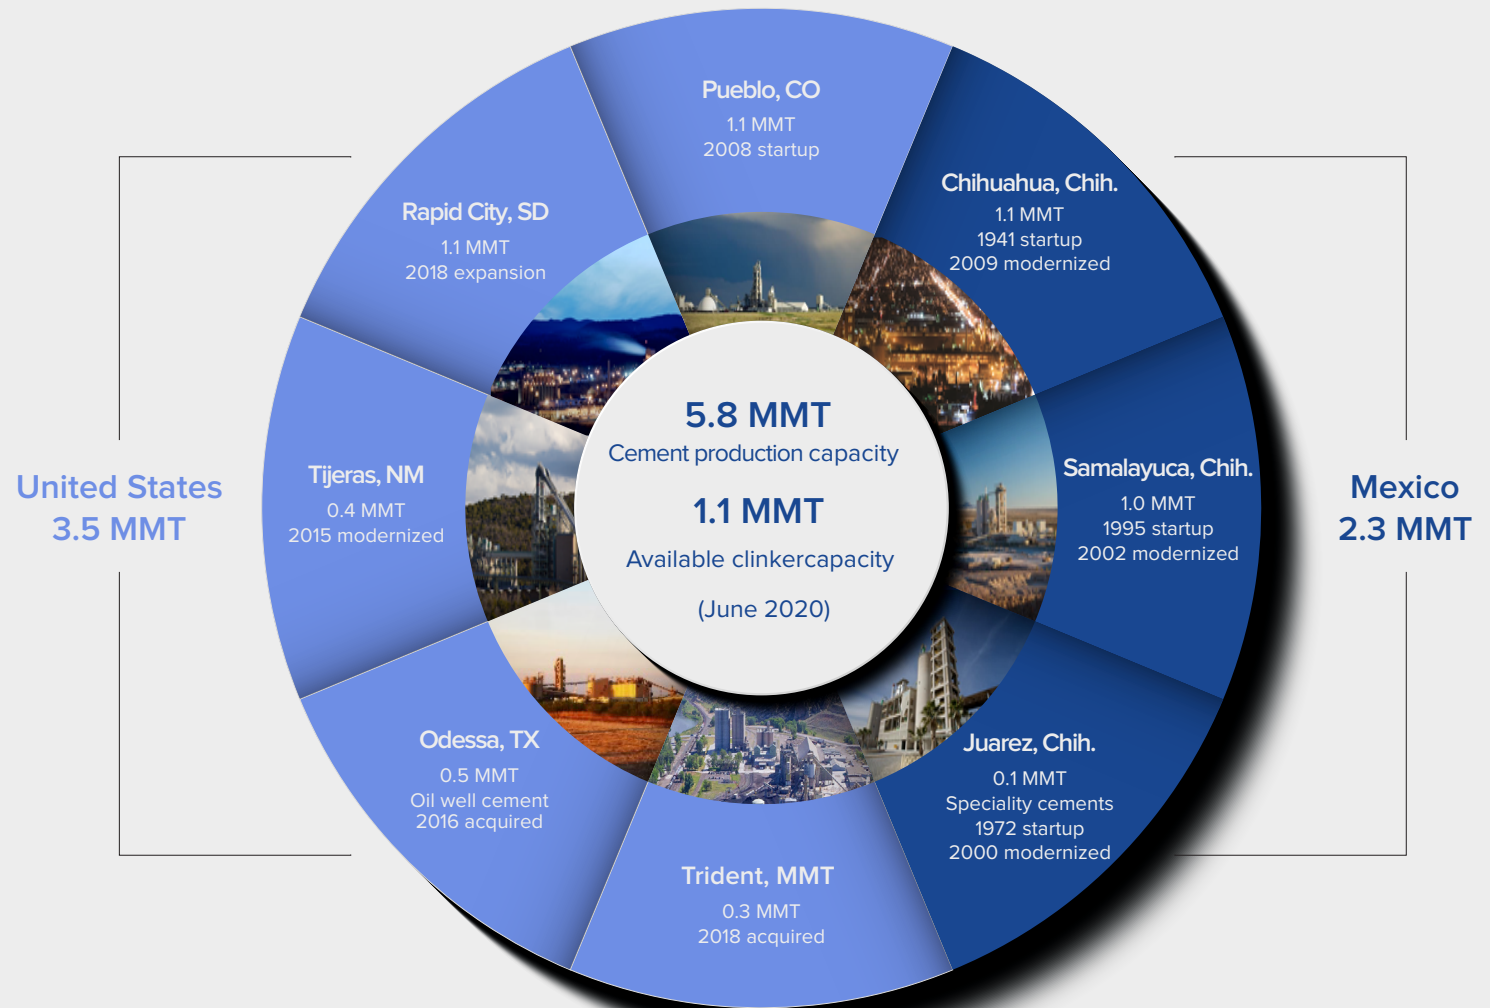 Pueblo, CO
1.1 MMT
2008 startup
Chihuahua, Chih.
1.1 MMT
1941 startup
2009 modernized
Samalayuca, Chih.
1.0 MMT
1995 startup
2002 modernized
Juarez, Chih.
0.1 MMT
Speciality cements
1972 startup
2000 modernized
Trident, MMT
0.3 MMT
2018 acquired
Odessa, TX
0.5 MMT
Oil well cement
2016 acquired
Tijeras, NM
0.4 MMT
2015 modernized
Rapid City, SD
1.1 MMT
2018 expansion
5.8 MMT
Cement production capacity
1.1 MMT
Available clinkercapacity
(June 2020)
United States
3.5 MMT
Mexico
2.3 MMT